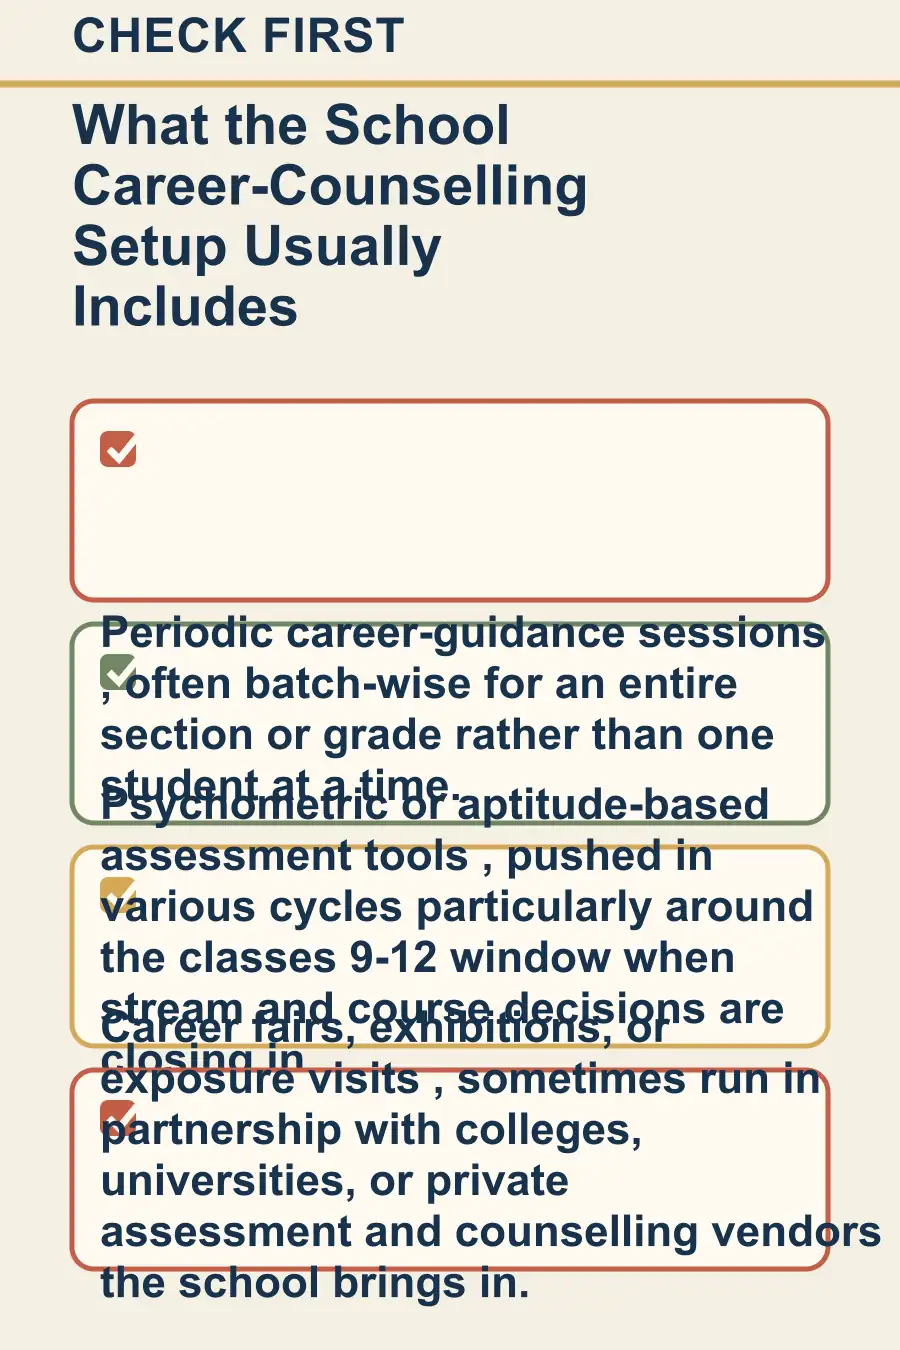 CHECK FIRST
What the School
Career-Counselling
Setup Usually
Includes
Periodic career-guidance sessions
, often batch-wise for an entire
section or grade rather than one
student at a time.
Psychometric or aptitude-based
assessment tools , pushed in
various cycles particularly around
the classes 9-12 window when
stream and course decisions are
closing in
Career fairs, exhibitions, or
exposure visits , sometimes run in
partnership with colleges,
universities, or private
assessment and counselling vendors
the school brings in.